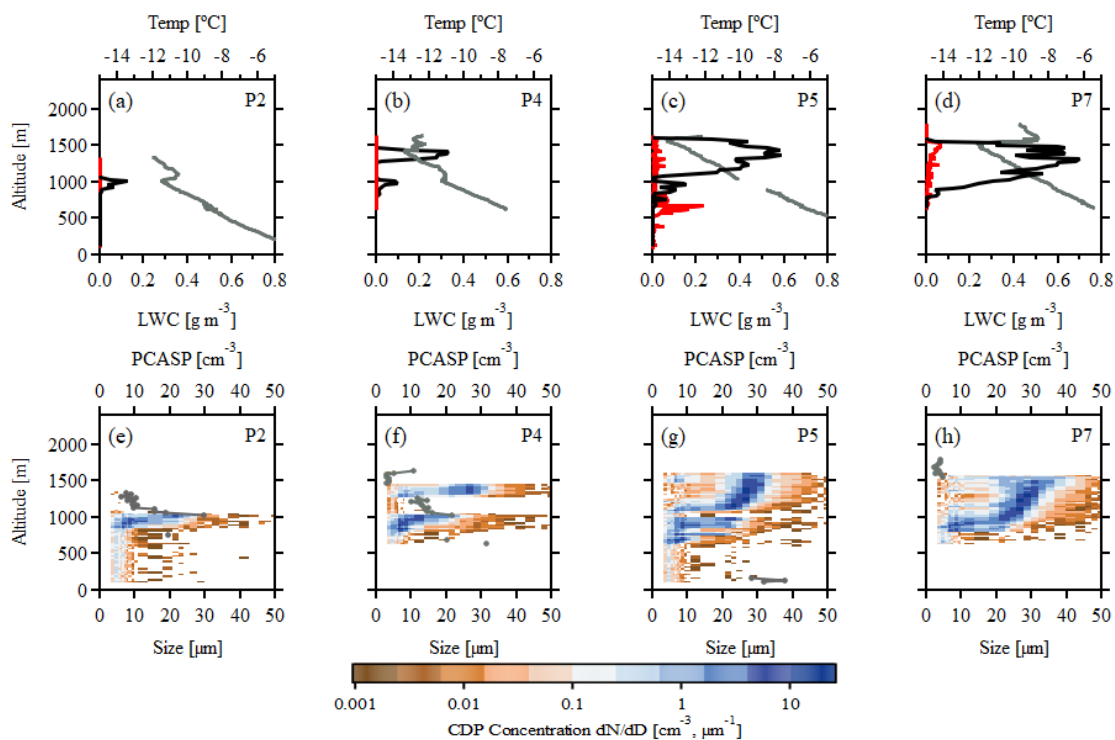 Temp [°C] Temp [°C] Temp [°C] Temp [°C]
-14 -12 -10 -8 -6 -14 -12 -10 -8 -6 -14 -12 -10 -8 -6 -14 -12 -10 -8 -6
(a) P2 (b) P4 (c) P5 (d) P7
2000
1500
1000
500
0
Altitude [m]
0.0 0.2 0.4 0.6 0.8 0.0 0.2 0.4 0.6 0.8 0.0 0.2 0.4 0.6 0.8 0.0 0.2 0.4 0.6 0.8
LWC [g m⁻³] LWC [g m⁻³] LWC [g m⁻³] LWC [g m⁻³]
PCASP [cm⁻³] PCASP [cm⁻³] PCASP [cm⁻³] PCASP [cm⁻³]
0 10 20 30 40 50 0 10 20 30 40 50 0 10 20 30 40 50 0 10 20 30 40 50
(e) P2 (f) P4 (g) P5 (h) P7
2000
1500
1000
500
0
Altitude [m]
0 10 20 30 40 50 0 10 20 30 40 50 0 10 20 30 40 50 0 10 20 30 40 50
Size [µm] Size [µm] Size [µm] Size [µm]
0.001 0.01 0.1 1 10
CDP Concentration dN/dD [cm⁻³, µm⁻¹]